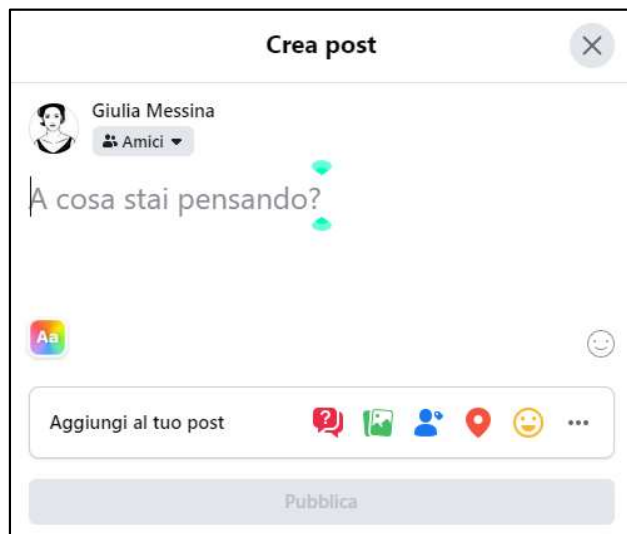 Crea post
Giulia Messina
Amici
A cosa stai pensando?
Aa
Aggiungi al tuo post
Pubblica